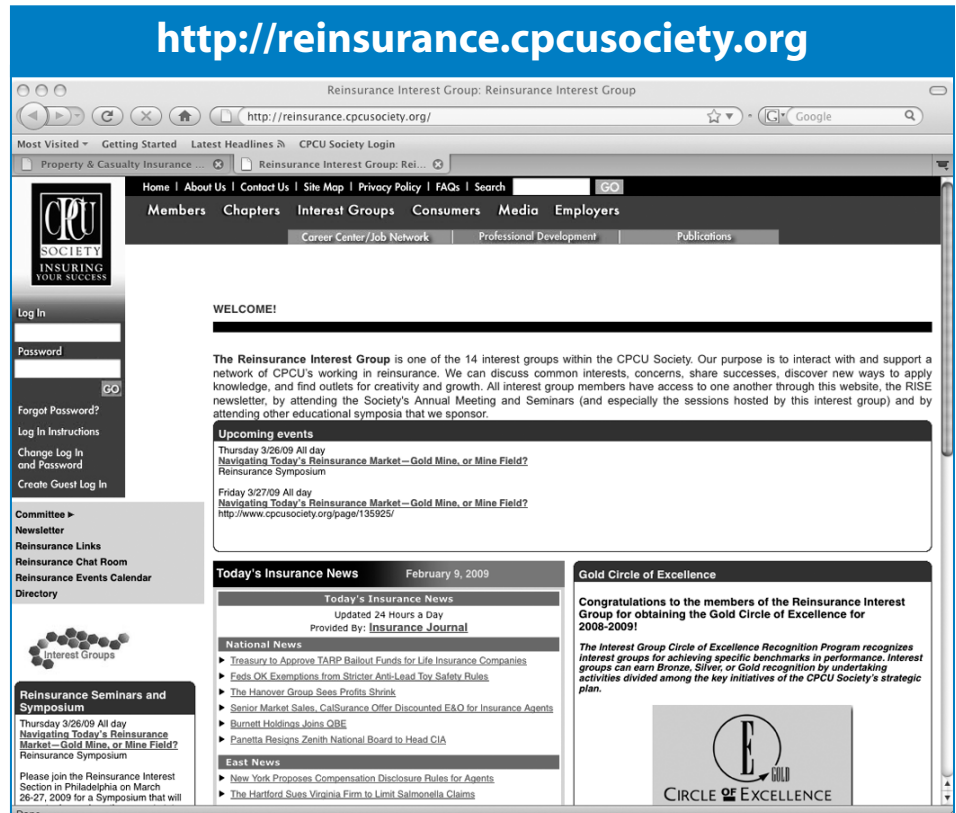 http://reinsurance.cpcusociety.org
Reinsurance Interest Group: Reinsurance Interest Group
http://reinsurance.cpcusociety.org/
G
Google
Most Visited
Getting Started
Latest Headlines
CPCU Society Login
Property & Casualty Insurance ...
Reinsurance Interest Group: Rei...
Home | About Us | Contact Us | Site Map | Privacy Policy | FAQs | Search
GO
Members Chapters Interest Groups Consumers Media Employers
Career Center/Job Network | Professional Development | Publications
CPCU
SOCIETY
INSURING
YOUR SUCCESS
Log In
Password
GO
Forgot Password?
Log In Instructions
Change Log In
and Password
Create Guest Log In
Committee ►
Newsletter
Reinsurance Links
Reinsurance Chat Room
Reinsurance Events Calendar
Directory
Interest Groups
Reinsurance Seminars and
Symposium
Thursday 3/26/09 All day
Navigating Today's Reinsurance
Market—Gold Mine, or Mine Field?
Reinsurance Symposium
Please join the Reinsurance Interest
Section in Philadelphia on March
26-27, 2009 for a Symposium that will
WELCOME!
The Reinsurance Interest Group is one of the 14 interest groups within the CPCU Society. Our purpose is to interact with and support a
network of CPCU's working in reinsurance. We can discuss common interests, concerns, share successes, discover new ways to apply
knowledge, and find outlets for creativity and growth. All interest group members have access to one another through this website, the RISE
newsletter, by attending the Society's Annual Meeting and Seminars (and especially the sessions hosted by this interest group) and by
attending other educational symposia that we sponsor.
Upcoming events
Thursday 3/26/09 All day
Navigating Today's Reinsurance Market—Gold Mine, or Mine Field?
Reinsurance Symposium
Friday 3/27/09 All day
Navigating Today's Reinsurance Market—Gold Mine, or Mine Field?
http://www.cpcusociety.org/page/135925/
Today's Insurance News February 9, 2009
Today's Insurance News
Updated 24 Hours a Day
Provided By: Insurance Journal
National News
► Treasury to Approve TARP Bailout Funds for Life Insurance Companies
► Feds OK Exemptions from Stricter Anti-Lead Toy Safety Rules
► The Hanover Group Sees Profits Shrink
► Senior Market Sales, CalSurance Offer Discounted E&O for Insurance Agents
► Burnett Holdings Joins QBE
► Panetta Resigns Zenith National Board to Head CIA
East News
► New York Proposes Compensation Disclosure Rules for Agents
► The Hartford Sues Virginia Firm to Limit Salmonella Claims
Gold Circle of Excellence
Congratulations to the members of the Reinsurance Interest
Group for obtaining the Gold Circle of Excellence for
2008-2009!
The Interest Group Circle of Excellence Recognition Program recognizes
interest groups for achieving specific benchmarks in performance. Interest
groups can earn Bronze, Silver, or Gold recognition by undertaking
activities divided among the key initiatives of the CPCU Society's strategic
plan.
E
GOLD
CIRCLE OF EXCELLENCE